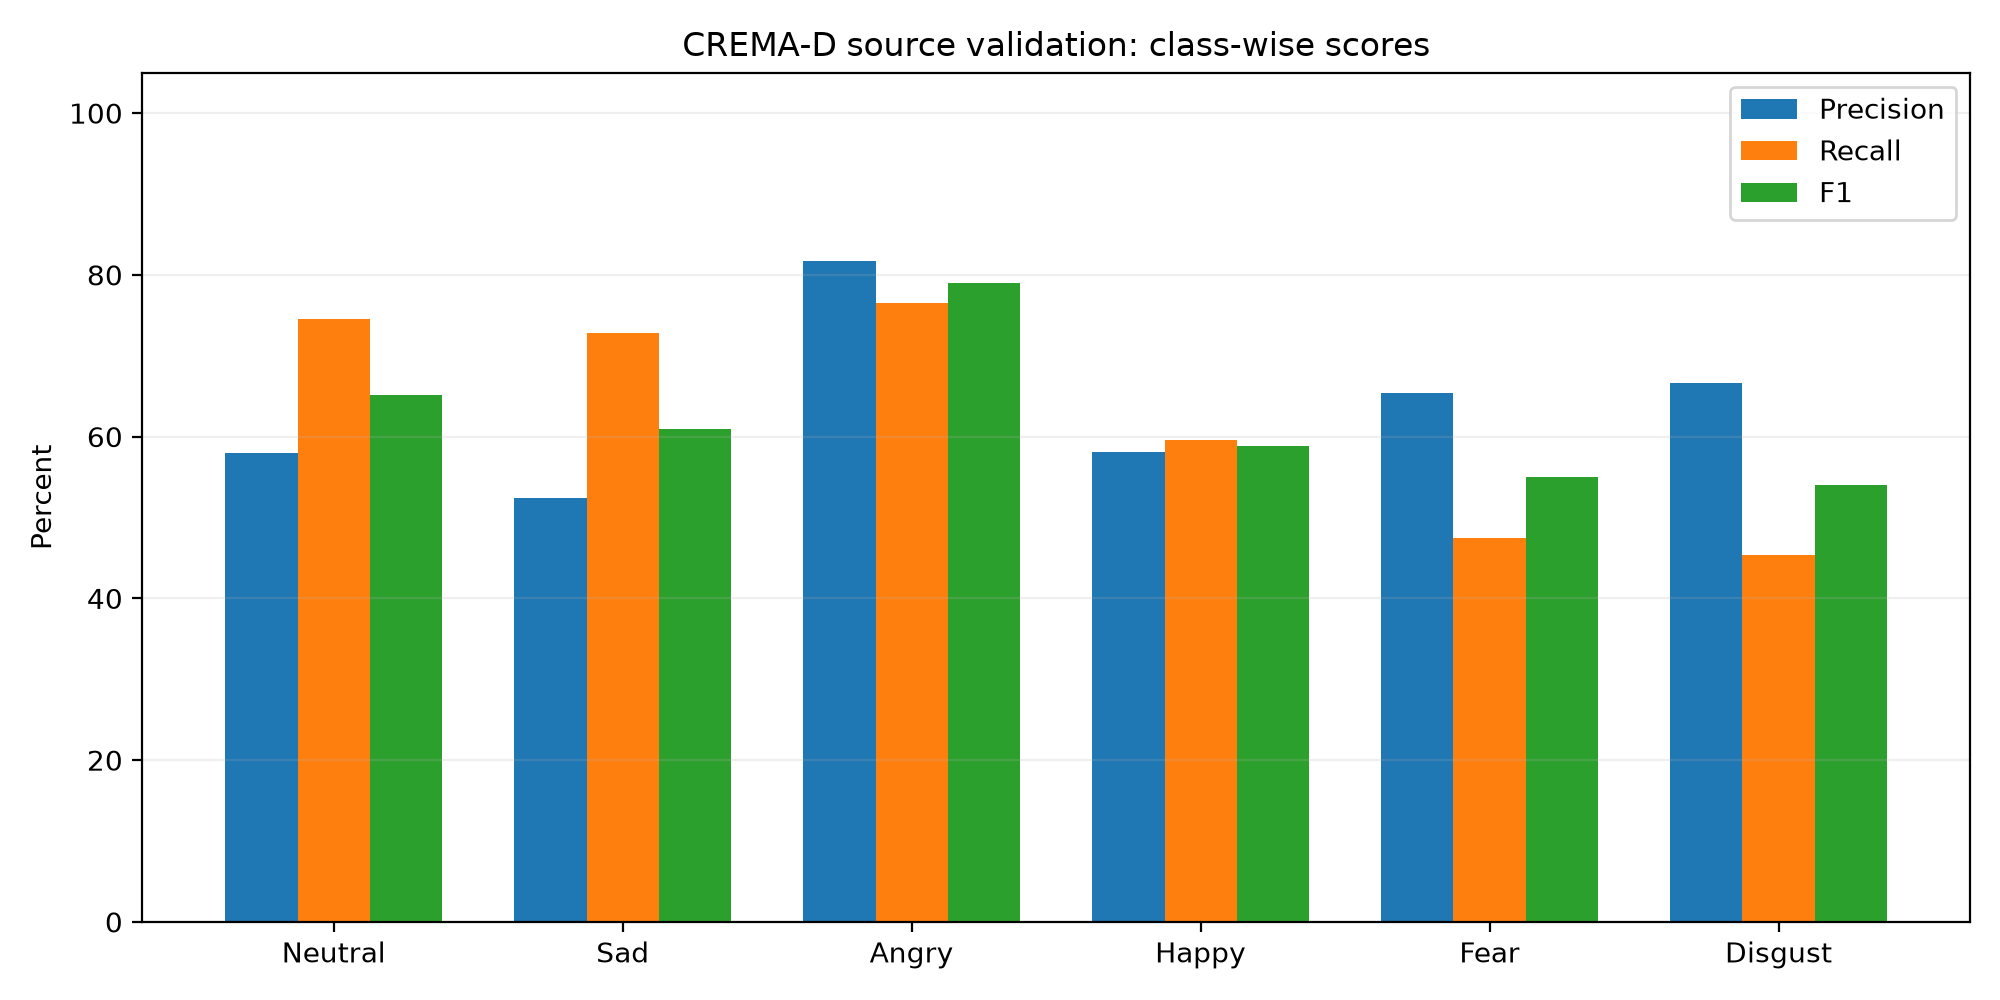 CREMA-D source validation: class-wise scores
100
80
60
40
20
0
Percent
Precision
Recall
F1
Neutral
Sad
Angry
Happy
Fear
Disgust